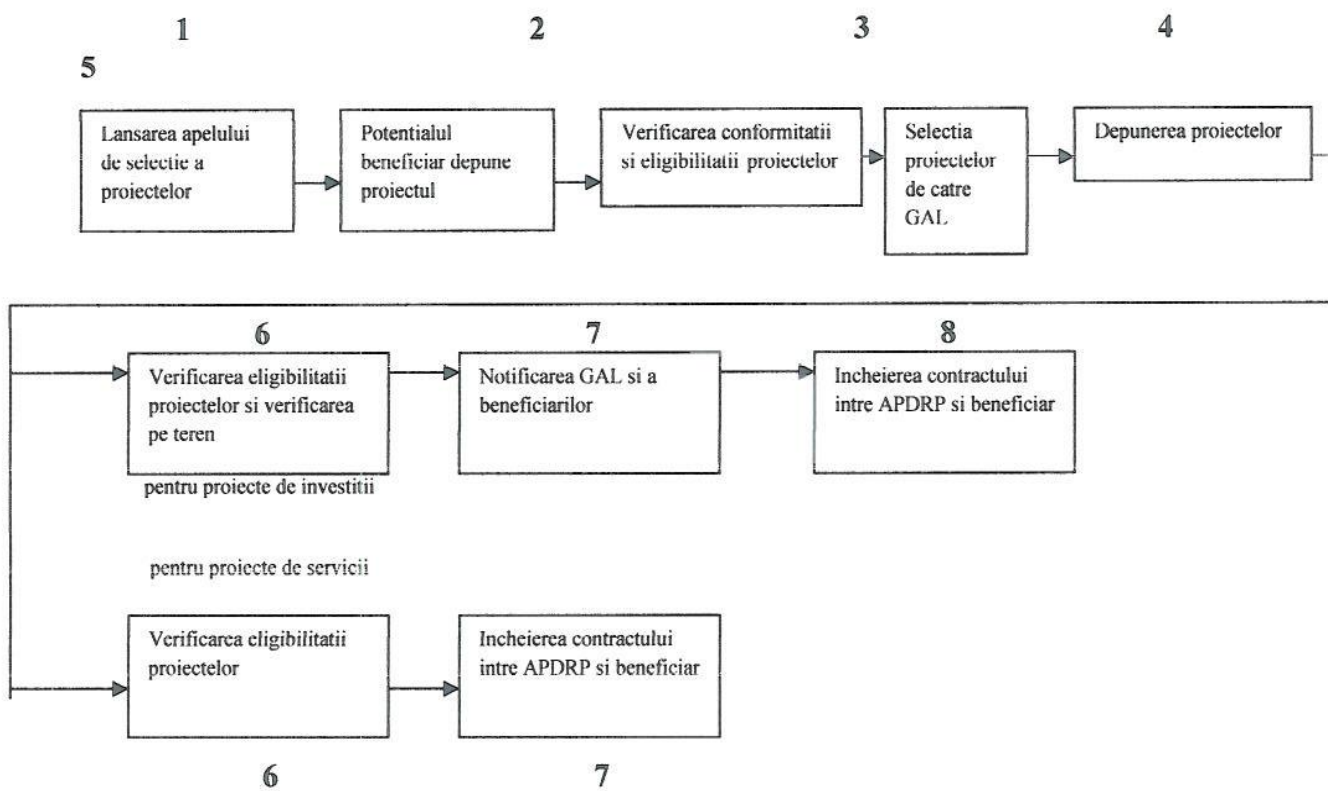 1 2 3 4
5
Lansarea apelului
de selectie a
proiectelor
Potentialul
beneficiar depune
proiectul
Verificarea conformitatii
si eligibilitatii proiectelor
Selectia
proiectelor
de catre
GAL
Depunerea proiectelor
6 7 8
Verificarea eligibilitatii
proiectelor si verificarea
pe teren
Notificarea GAL si a
beneficiarilor
Incheierea contractului
intre APDRP si beneficiar
pentru proiecte de investitii
pentru proiecte de servicii
Verificarea eligibilitatii
proiectelor
Incheierea contractului
intre APDRP si beneficiar
6 7